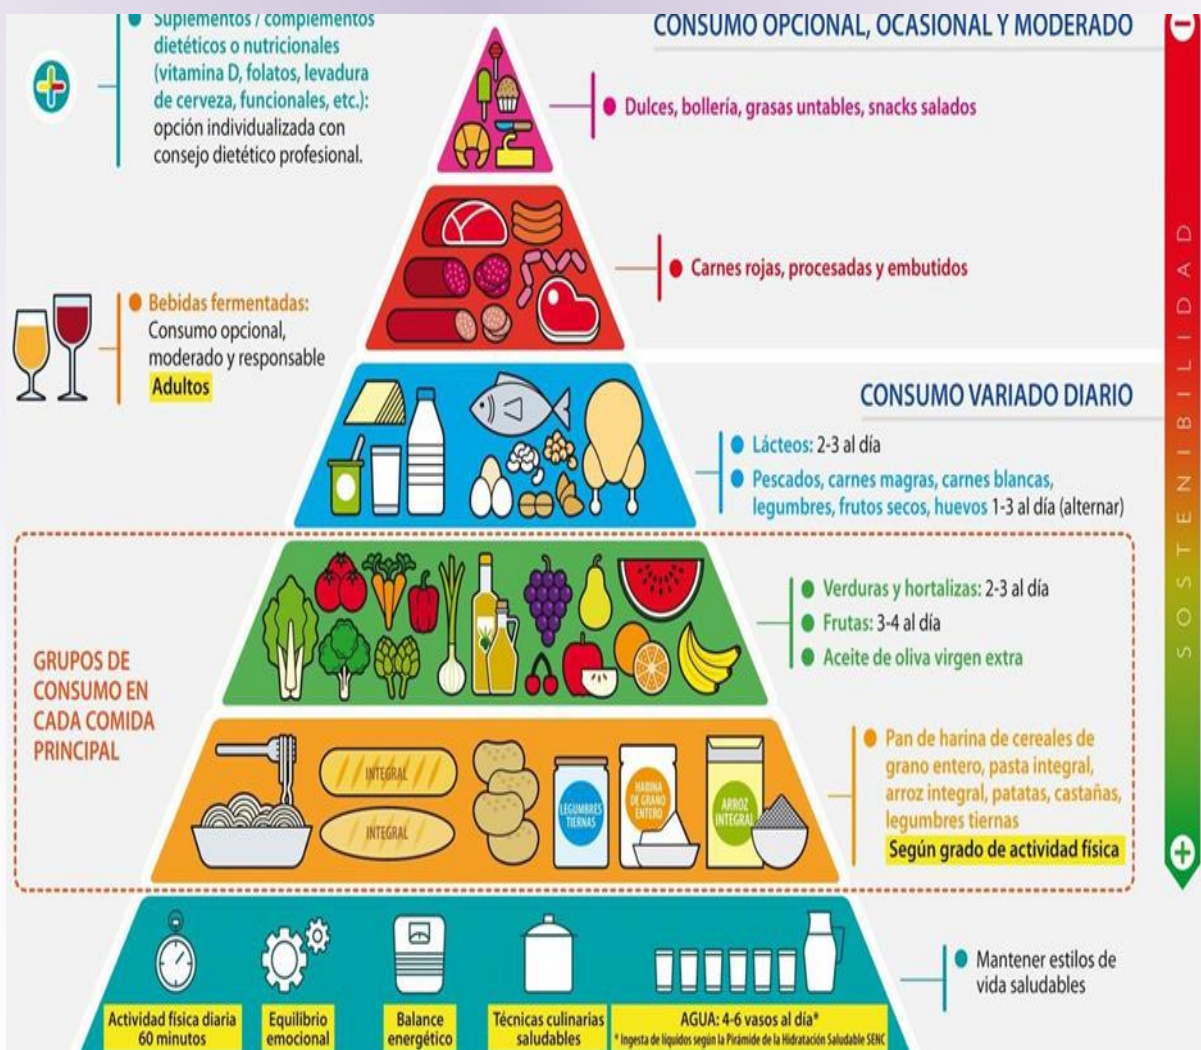 Suplementos / complementos
dietéticos o nutricionales
(vitamina D, folatos, levadura
de cerveza, funcionales, etc.):
opción individualizada con
consejo dietético profesional.
CONSUMO OPCIONAL, OCASIONAL Y MODERADO
Dulces, bollería, grasas untables, snacks salados
Carnes rojas, procesadas y embutidos
Bebidas fermentadas:
Consumo opcional,
moderado y responsable
Adultos
CONSUMO VARIADO DIARIO
Lácteos: 2-3 al día
Pescados, carnes magras, carnes blancas,
legumbres, frutos secos, huevos 1-3 al día (alternar)
SOSTENIBILIDAD
Verduras y hortalizas: 2-3 al día
Frutas: 3-4 al día
Aceite de oliva virgen extra
GRUPOS DE
CONSUMO EN
CADA COMIDA
PRINCIPAL
INTEGRAL
INTEGRAL
LEGUMBRES
TIERNAS
HARINA
DE GRANO
ENTERO
ARROZ
INTEGRAL
Pan de harina de cereales de
grano entero, pasta integral,
arroz integral, patatas, castañas,
legumbres tiernas
Según grado de actividad física
Mantener estilos de
vida saludables
Actividad física diaria
60 minutos
Equilibrio
emocional
Balance
energético
Técnicas culinarias
saludables
AGUA: 4-6 vasos al día*
* Ingesta de líquidos según la Pirámide de la Hidratación Saludable SENC